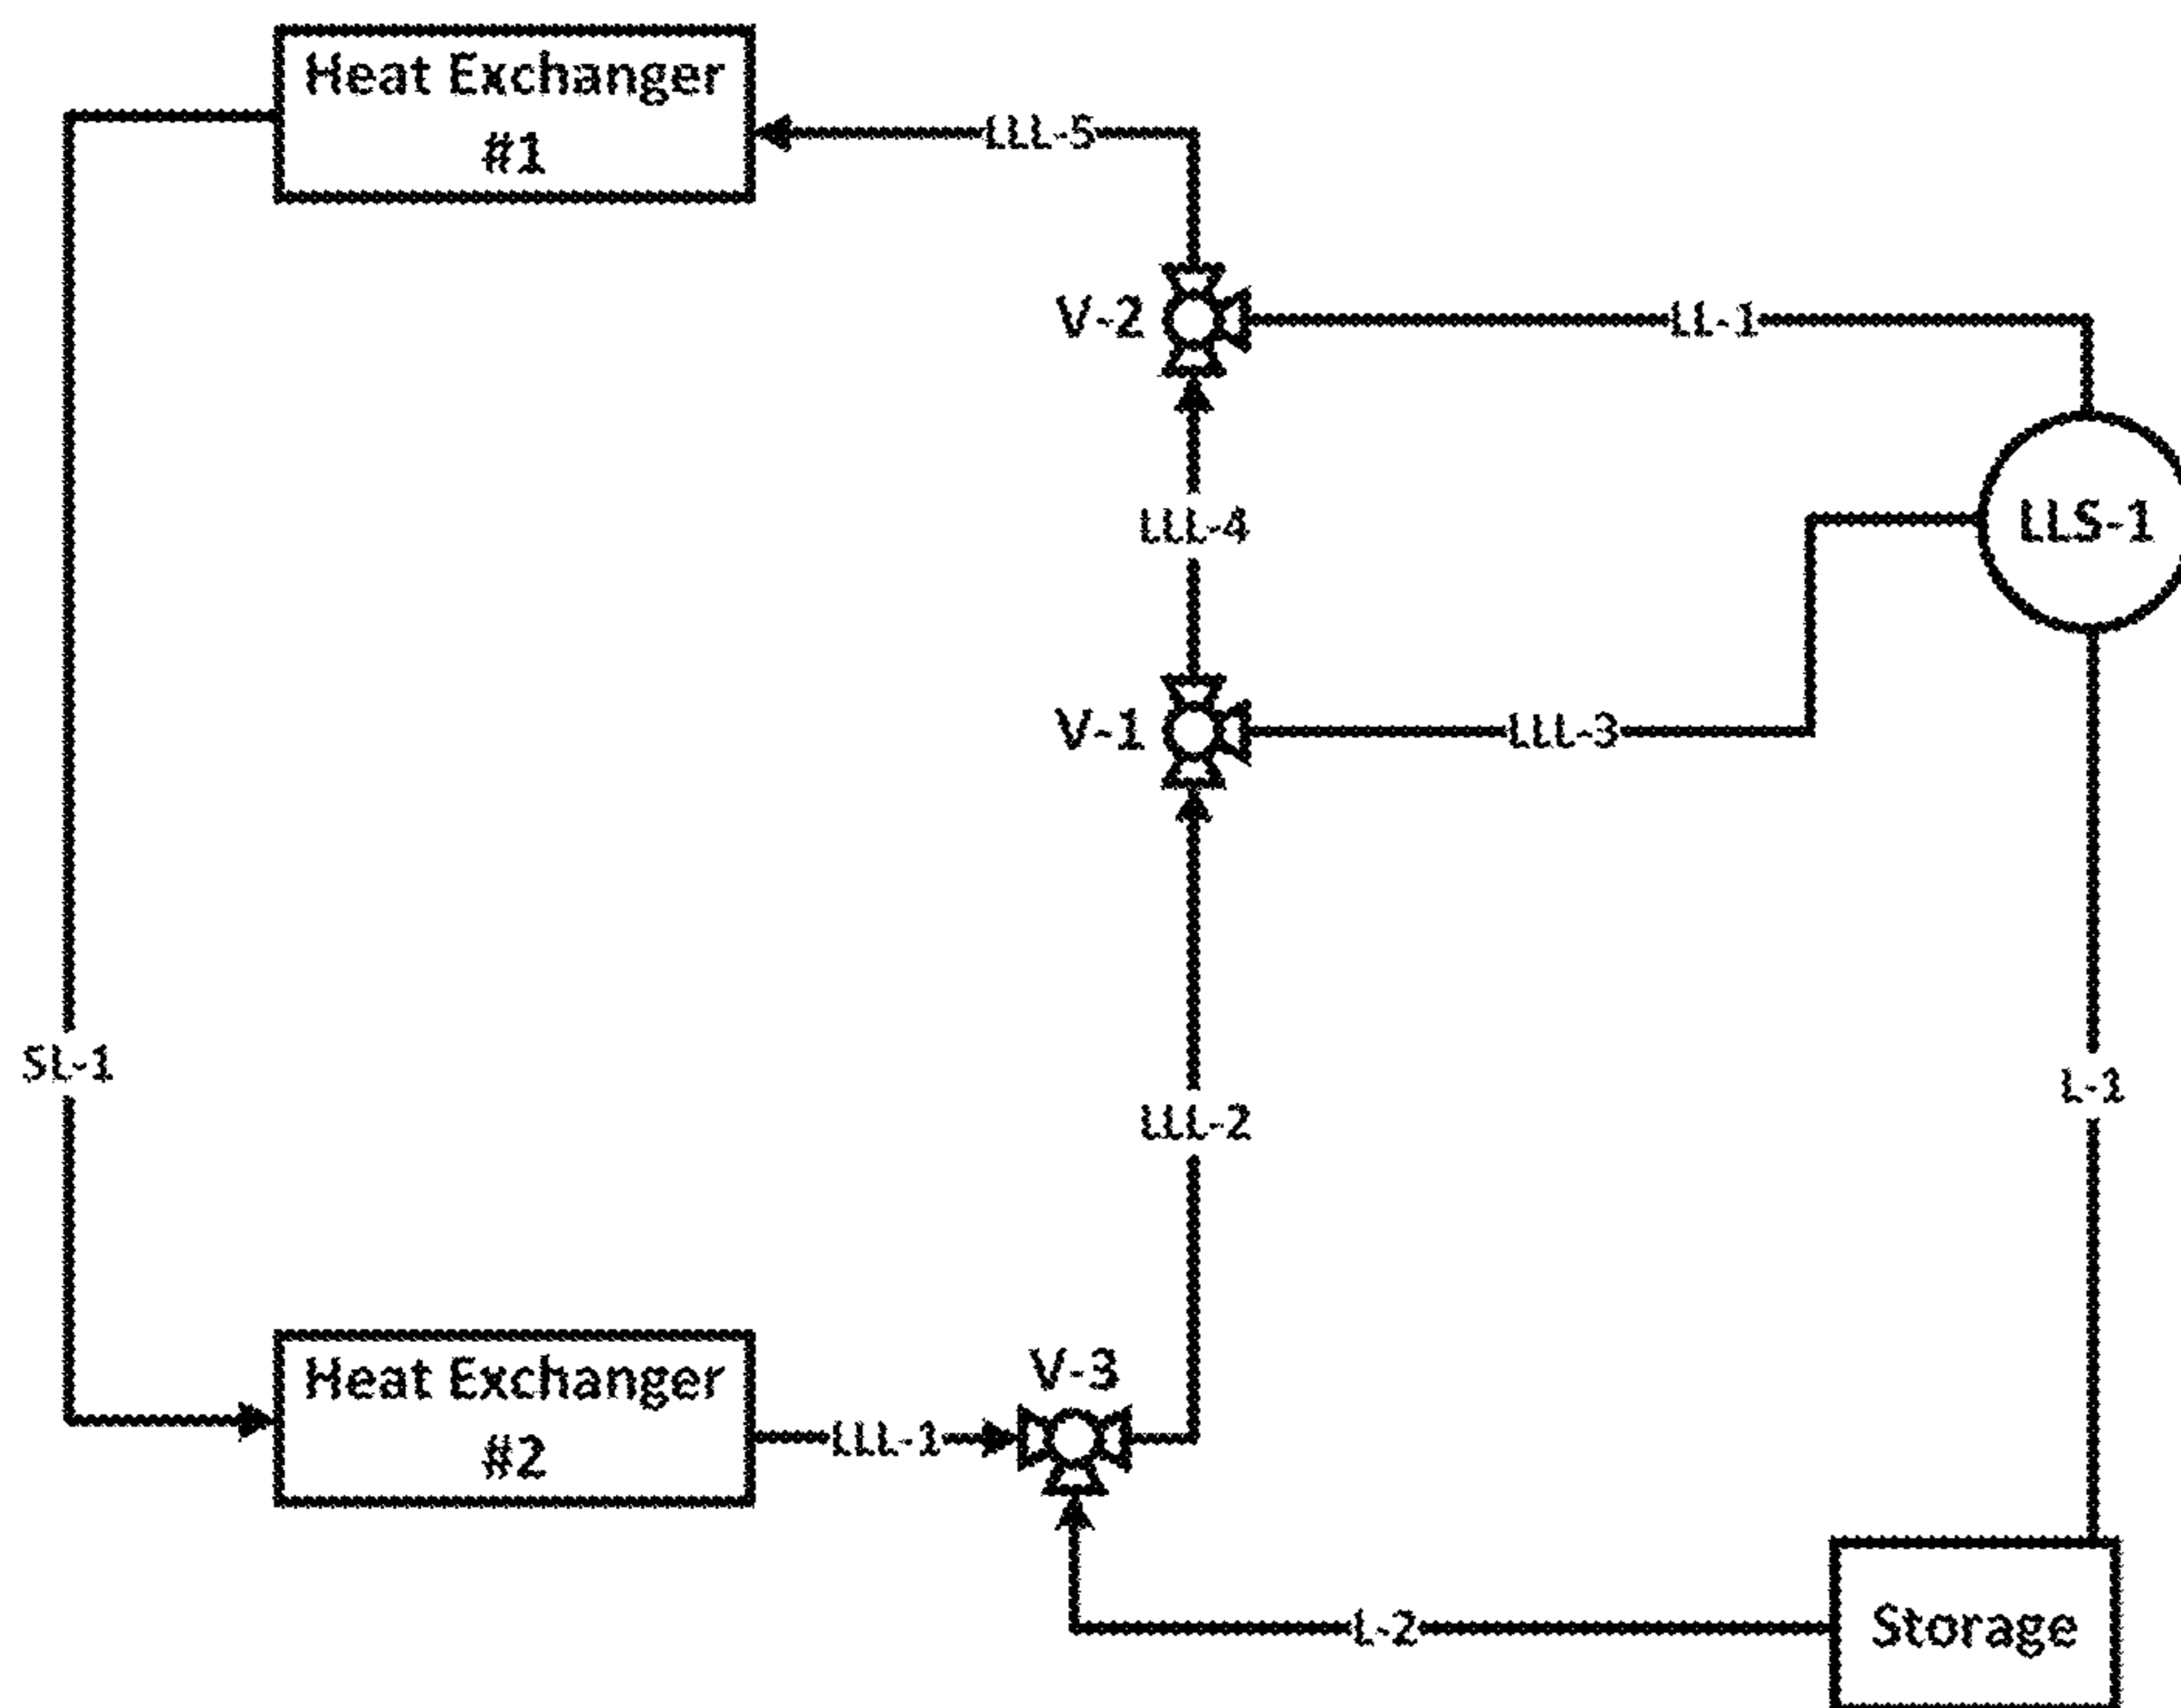 Heat Exchanger
#1
LLL-5
V-2
LL-1
LLL-4
LLS-1
V-1
LLL-3
SL-1
L-1
LLL-2
Heat Exchanger
#2
V-3
LLL-1
L-2
Storage